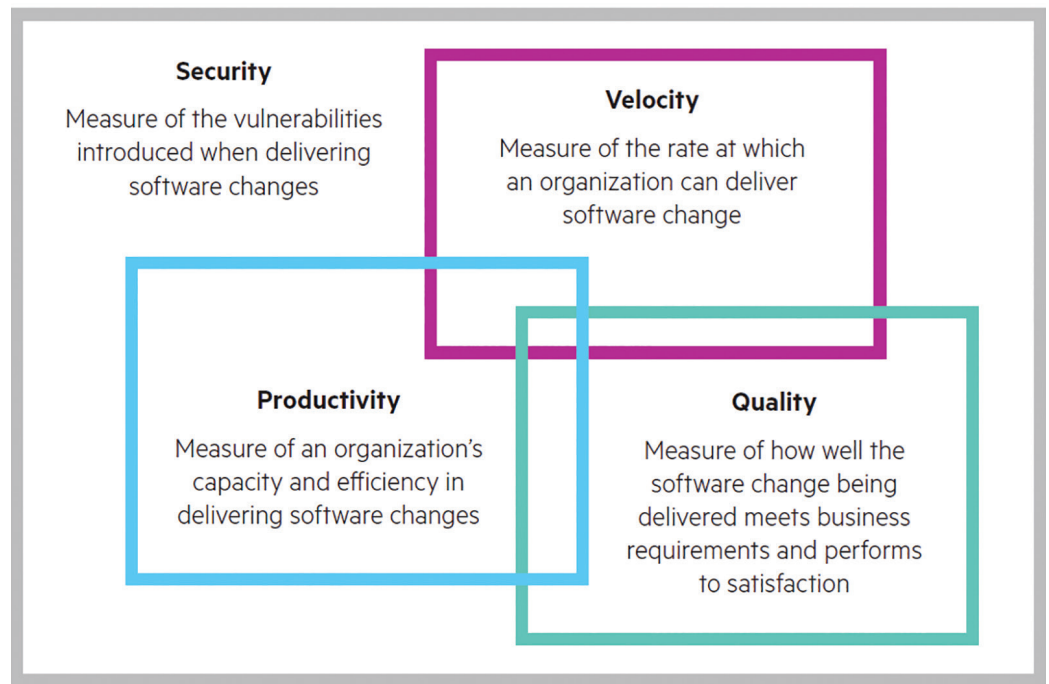 Security
Measure of the vulnerabilities
introduced when delivering
software changes
Velocity
Measure of the rate at which
an organization can deliver
software change
Productivity
Measure of an organization's
capacity and efficiency in
delivering software changes
Quality
Measure of how well the
software change being
delivered meets business
requirements and performs
to satisfaction